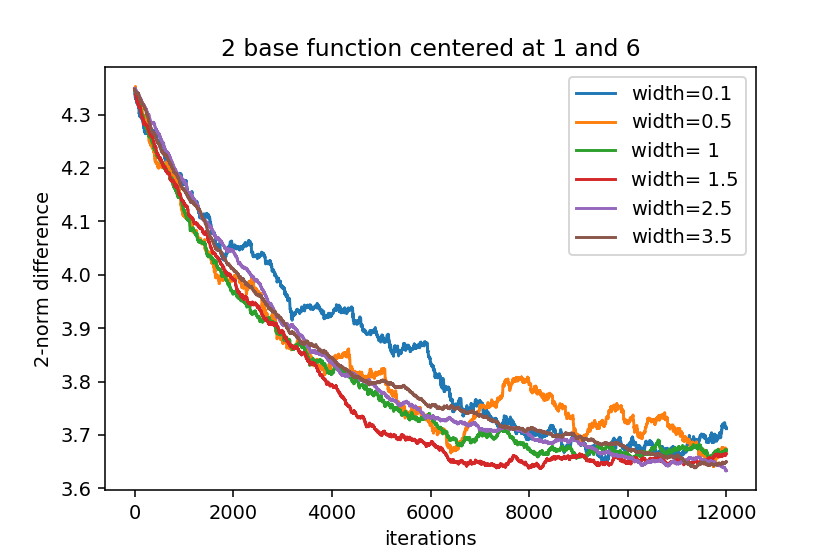 2 base function centered at 1 and 6
2-norm difference
4.3
4.2
4.1
4.0
3.9
3.8
3.7
3.6
width=0.1
width=0.5
width= 1
width= 1.5
width=2.5
width=3.5
0 2000 4000 6000 8000 10000 12000
iterations